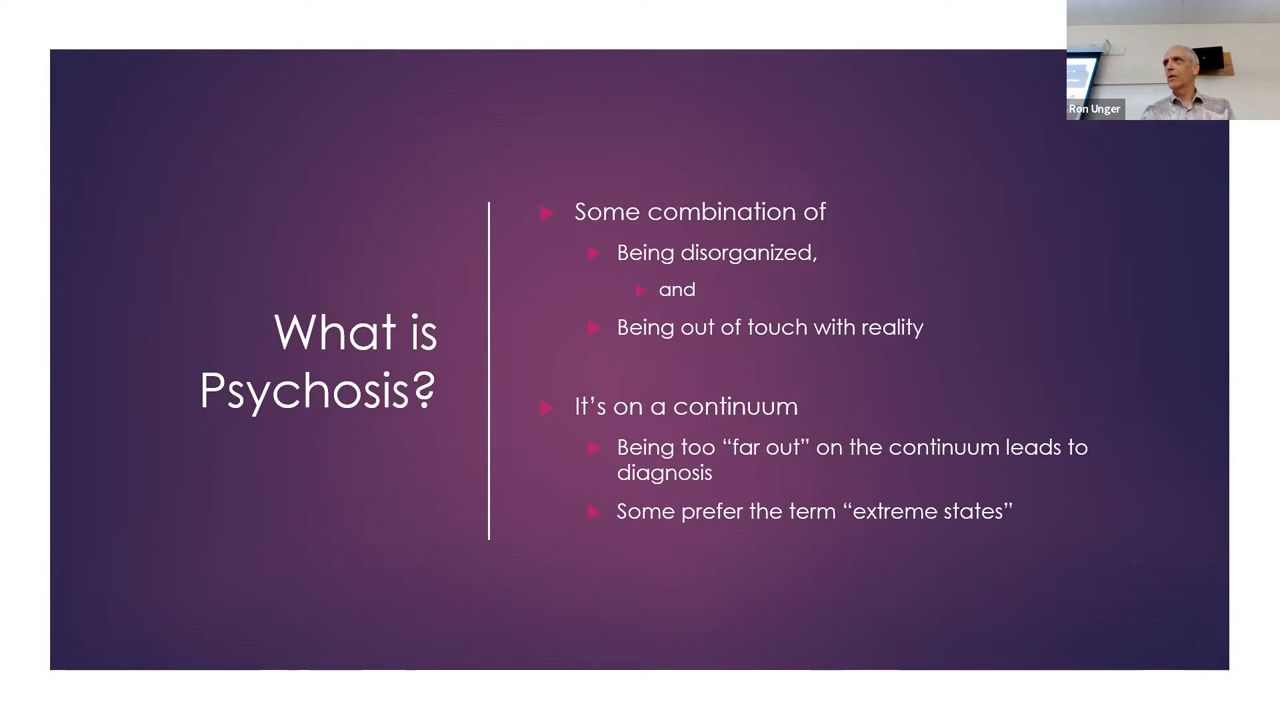 Ron Unger
What is
Psychosis?
Some combination of
Being disorganized,
and
Being out of touch with reality
It’s on a continuum
Being too “far out” on the continuum leads to
diagnosis
Some prefer the term “extreme states”